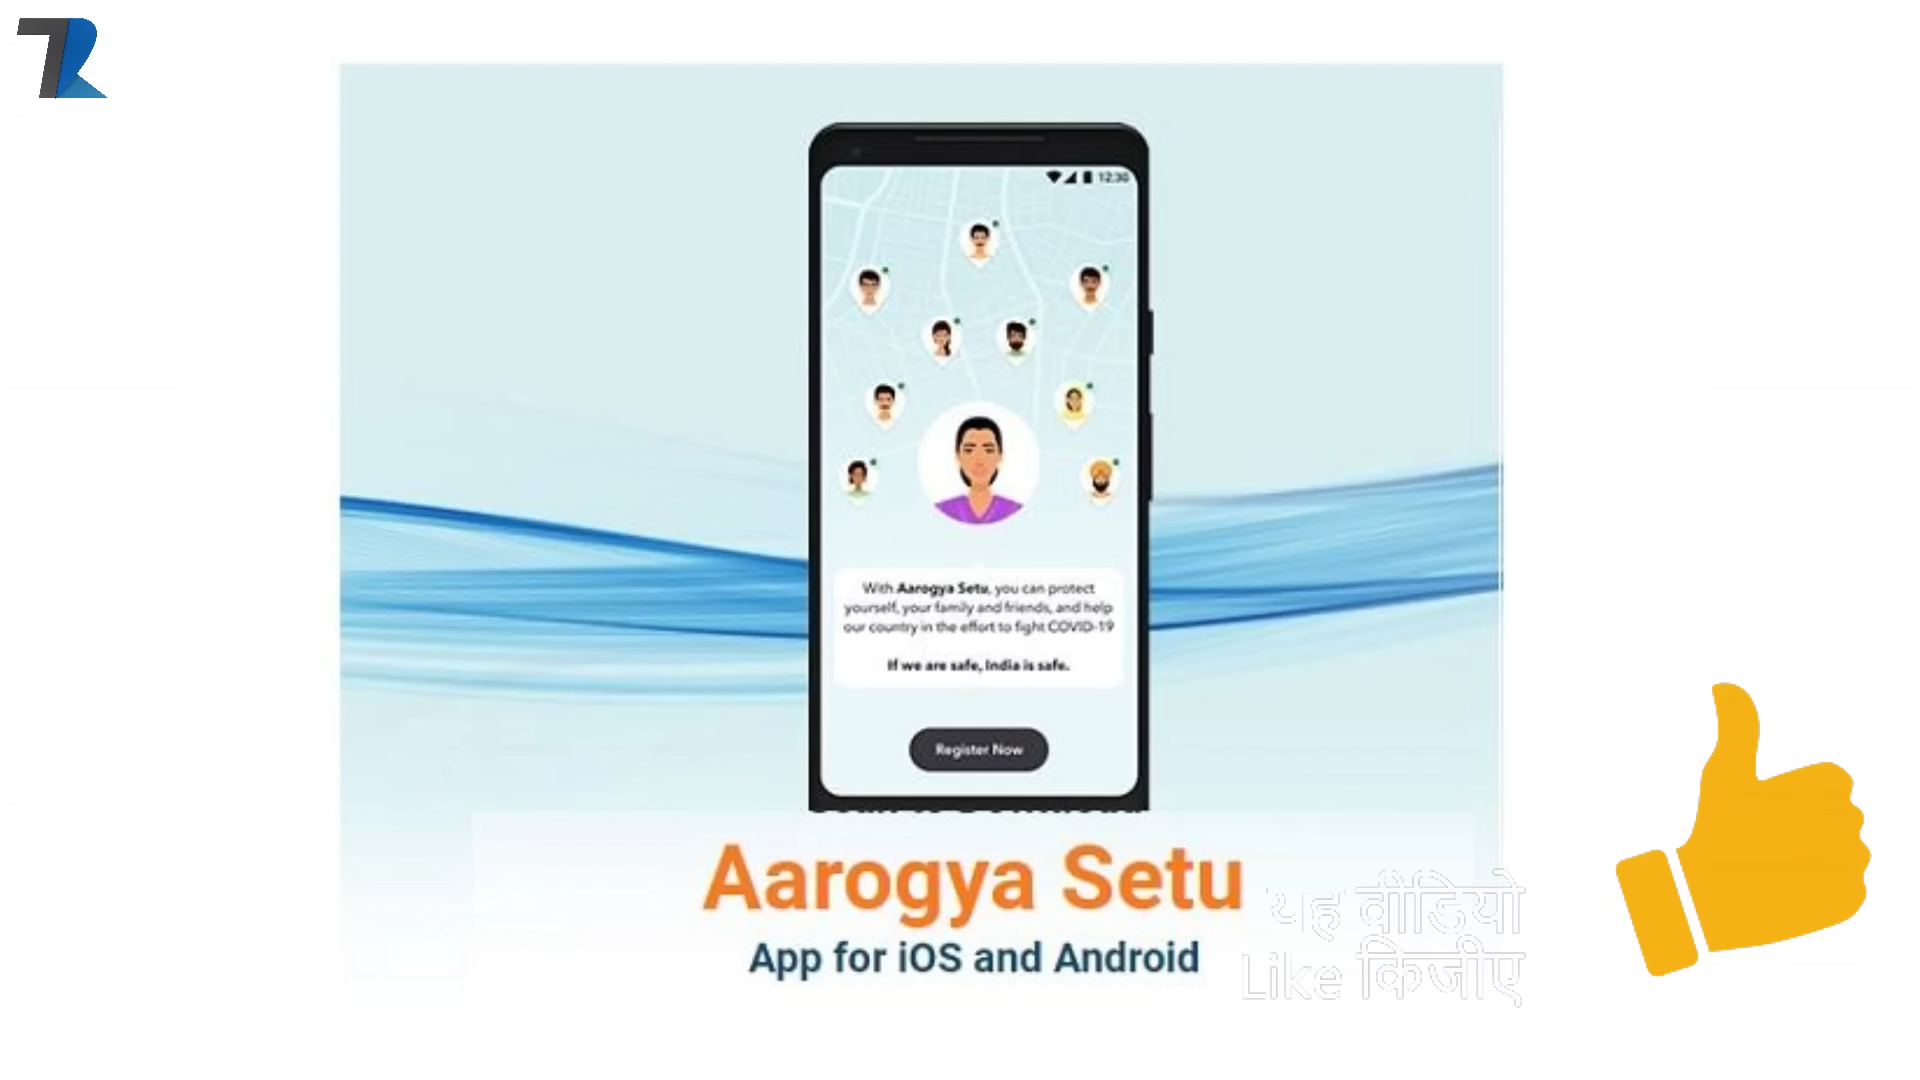 12:30
With Aarogya Setu, you can protect
yourself, your family and friends, and help
our country in the effort to fight COVID-19
If we are safe, India is safe.
Register Now
Aarogya Setu
App for iOS and Android
यह वीडियो
Like किजीए